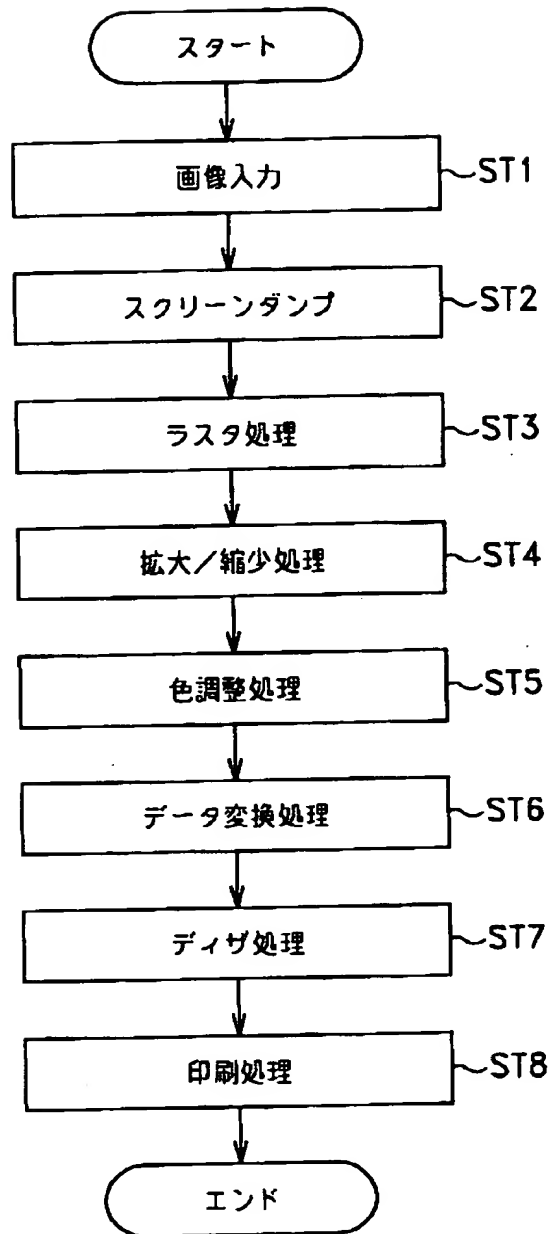 スタート
画像入力 ST1
スクリーンダンプ ST2
ラスタ処理 ST3
拡大／縮少処理 ST4
色調整処理 ST5
データ変換処理 ST6
ディザ処理 ST7
印刷処理 ST8
エンド